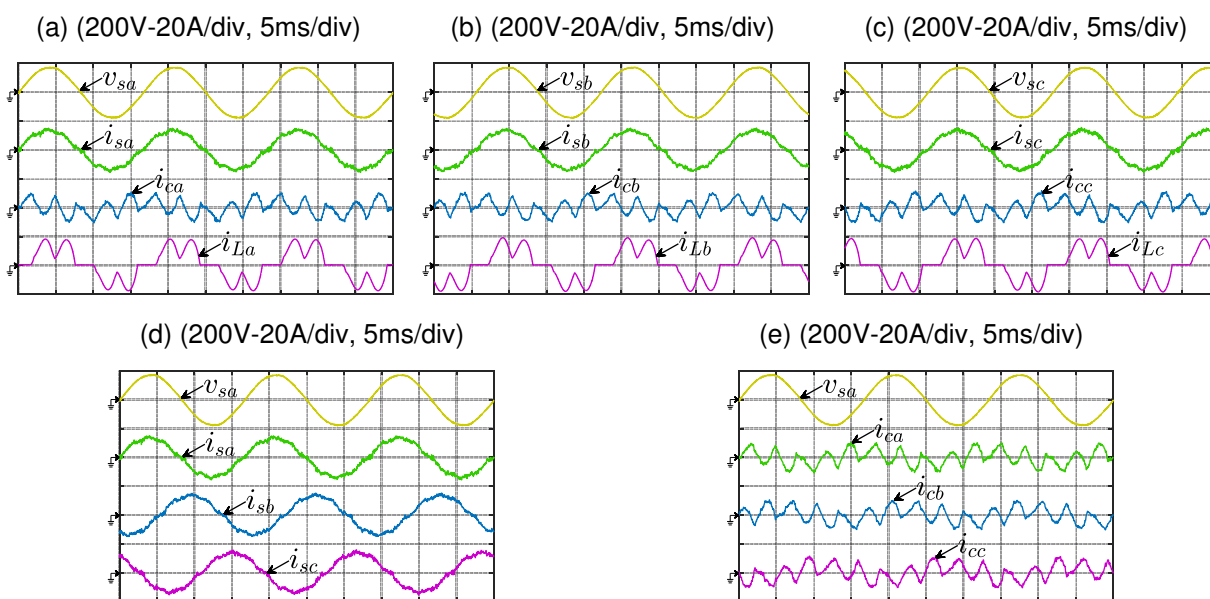 (a) (200V-20A/div, 5ms/div)
(b) (200V-20A/div, 5ms/div)
(c) (200V-20A/div, 5ms/div)
v_sa
i_sa
i_ca
i_La
v_sb
i_sb
i_cb
i_Lb
v_sc
i_sc
i_cc
i_Lc
(d) (200V-20A/div, 5ms/div)
(e) (200V-20A/div, 5ms/div)
v_sa
i_sa
i_sb
i_sc
v_sa
i_ca
i_cb
i_cc